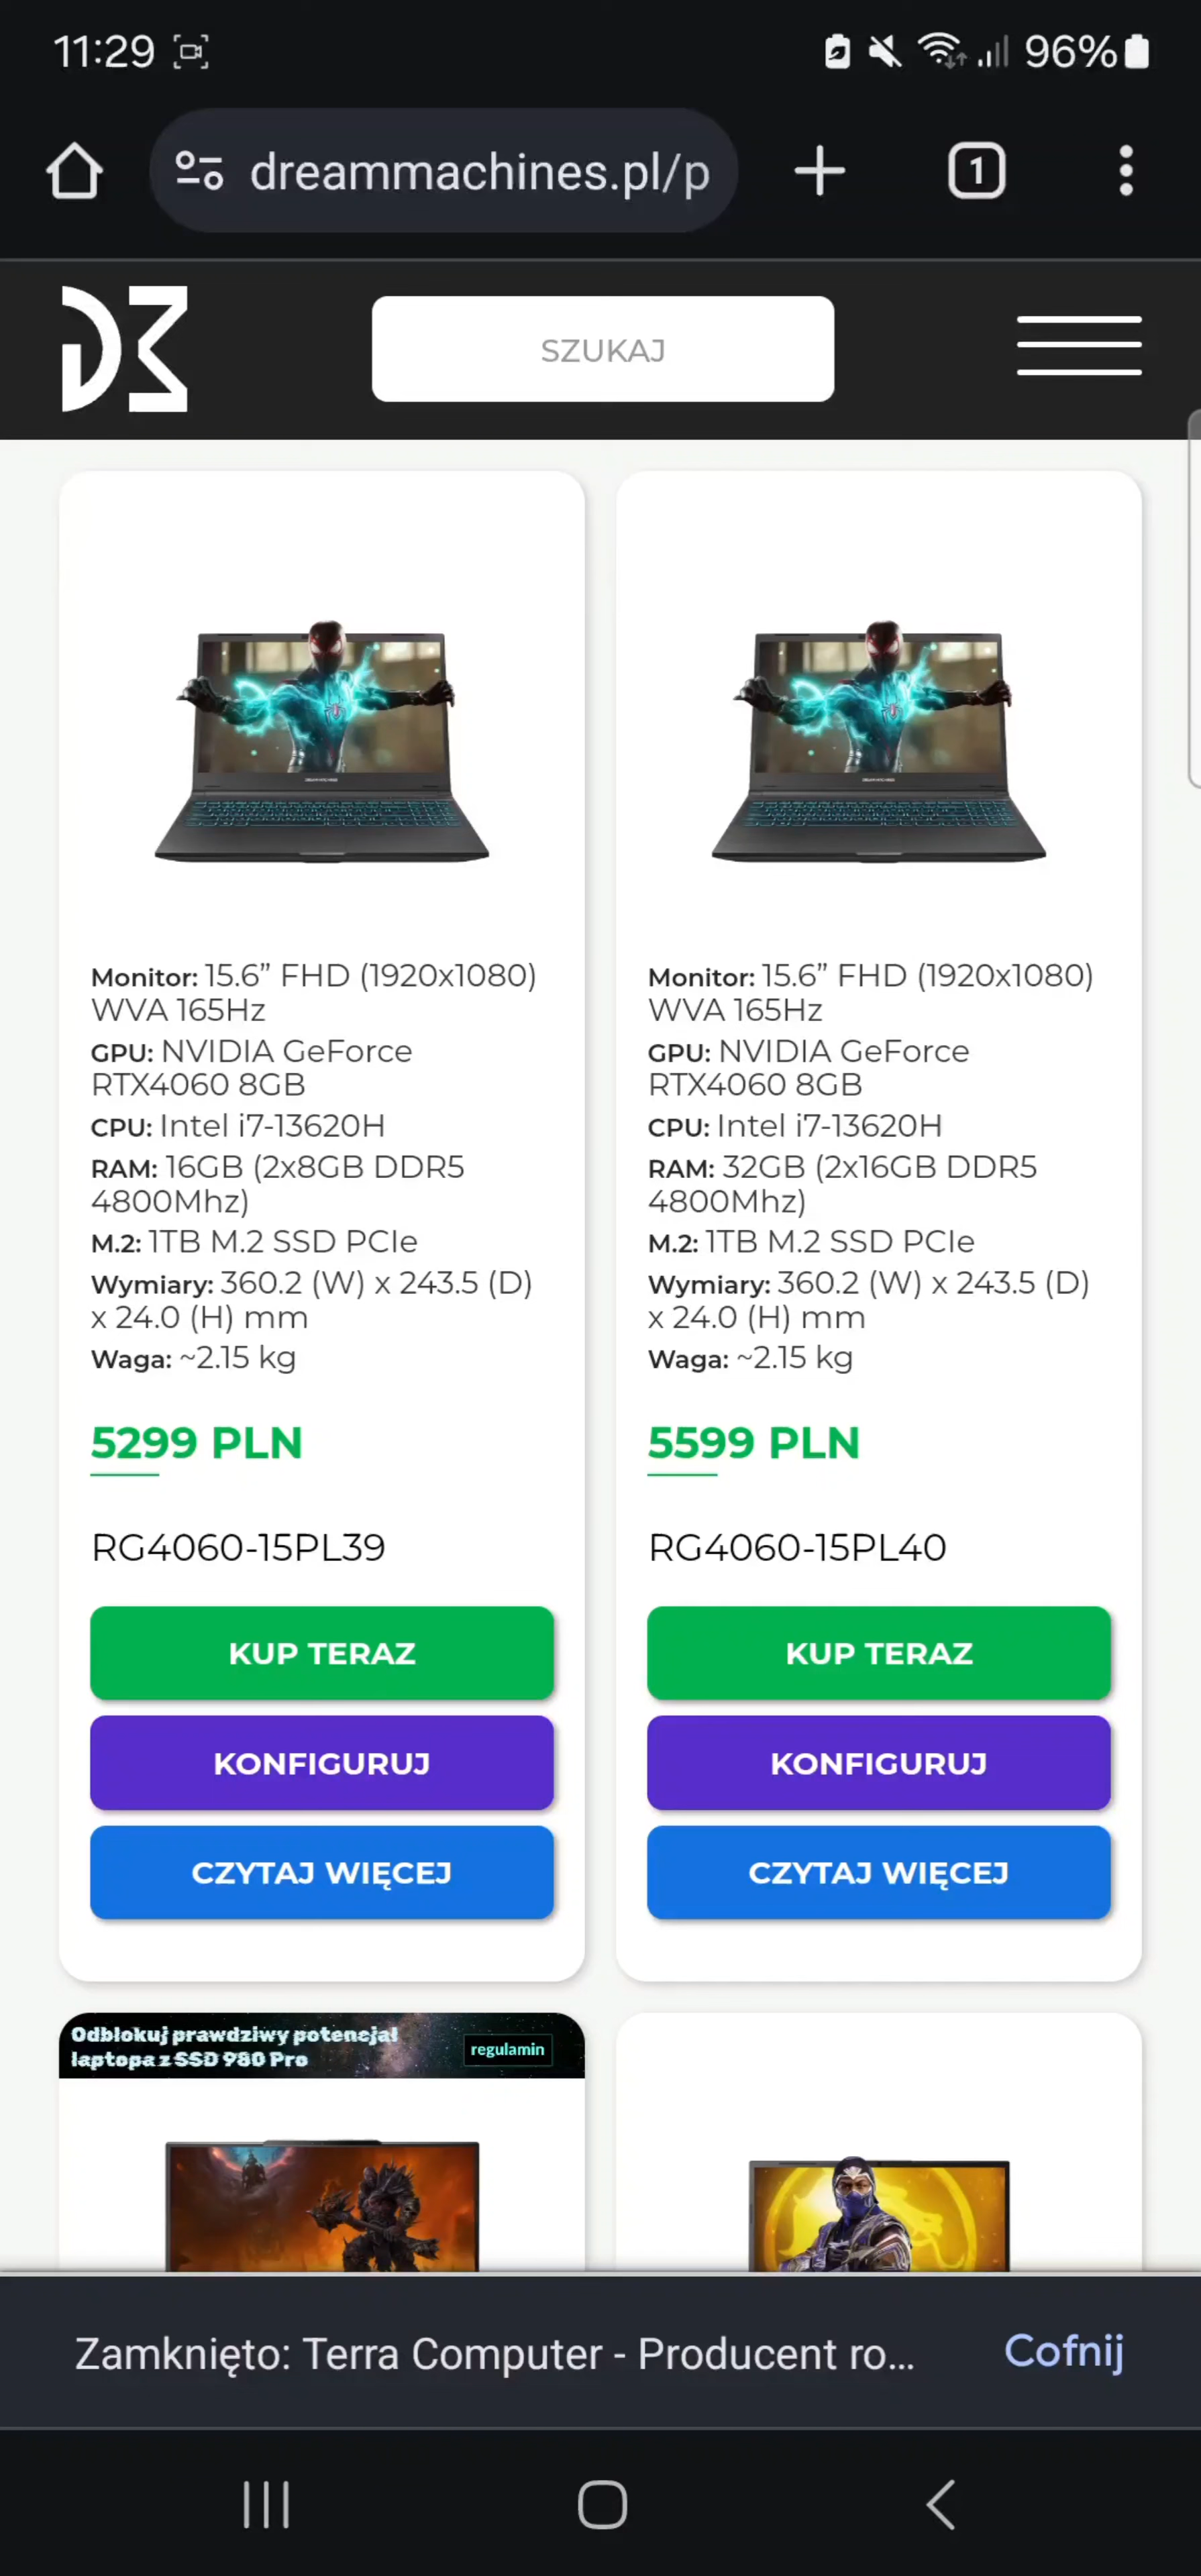 11:29
96%
dreammachines.pl/p
1
SZUKAJ
Monitor: 15.6” FHD (1920x1080)
WVA 165Hz
GPU: NVIDIA GeForce
RTX4060 8GB
CPU: Intel i7-13620H
RAM: 16GB (2x8GB DDR5
4800Mhz)
M.2: 1TB M.2 SSD PCIe
Wymiary: 360.2 (W) x 243.5 (D)
x 24.0 (H) mm
Waga: ~2.15 kg
5299 PLN
RG4060-15PL39
KUP TERAZ
KONFIGURUJ
CZYTAJ WIĘCEJ
Monitor: 15.6” FHD (1920x1080)
WVA 165Hz
GPU: NVIDIA GeForce
RTX4060 8GB
CPU: Intel i7-13620H
RAM: 32GB (2x16GB DDR5
4800Mhz)
M.2: 1TB M.2 SSD PCIe
Wymiary: 360.2 (W) x 243.5 (D)
x 24.0 (H) mm
Waga: ~2.15 kg
5599 PLN
RG4060-15PL40
KUP TERAZ
KONFIGURUJ
CZYTAJ WIĘCEJ
Odblokuj prawdziwy potencjał
laptopa z SSD 980 Pro
regulamin
Zamknięto: Terra Computer - Producent ro...
Cofnij